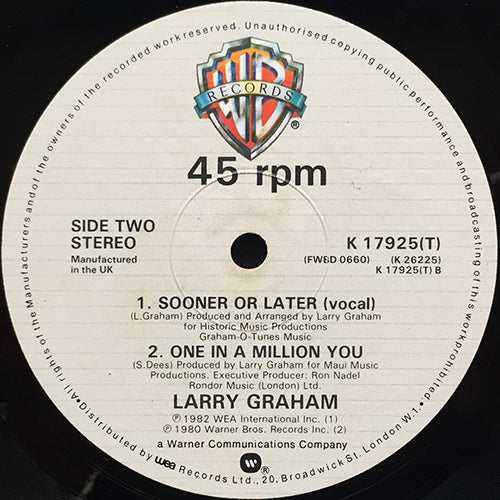 All rights of the Manufacturers and of the owners of the recorded work reserved. Unauthorised copying public performance and broadcasting of this work prohibited.
WB
RECORDS
®
45 rpm
SIDE TWO
STEREO
Manufactured
in the UK
K 17925(T)
(FWED 0660) (K 26225)
K 17925(T) B
1. SOONER OR LATER (vocal)
(L.Graham) Produced and Arranged by Larry Graham
for Historic Music Productions
Graham-O-Tunes Music
2. ONE IN A MILLION YOU
(S.Dees) Produced by Larry Graham for Maui Music
Productions. Executive Producer: Ron Nadel
Rondor Music (London) Ltd.
LARRY GRAHAM
℗ 1982 WEA International Inc. (1)
℗ 1980 Warner Bros. Records Inc. (2)
a Warner Communications Company
®
•Distributed by wea Records Ltd., 20, Broadwick St. London W.1.•